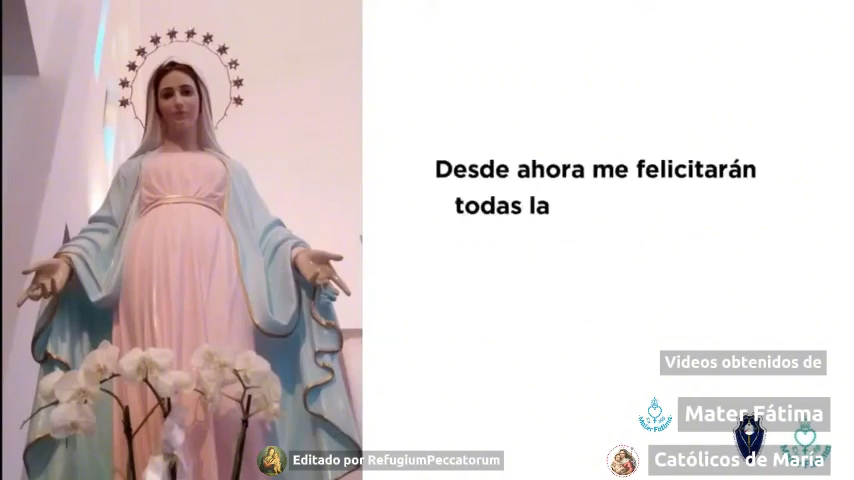 Desde ahora me felicitarán
todas la
Videos obtenidos de
Mater Fátima
Católicos de María
Editado por RefugiumPeccatorum